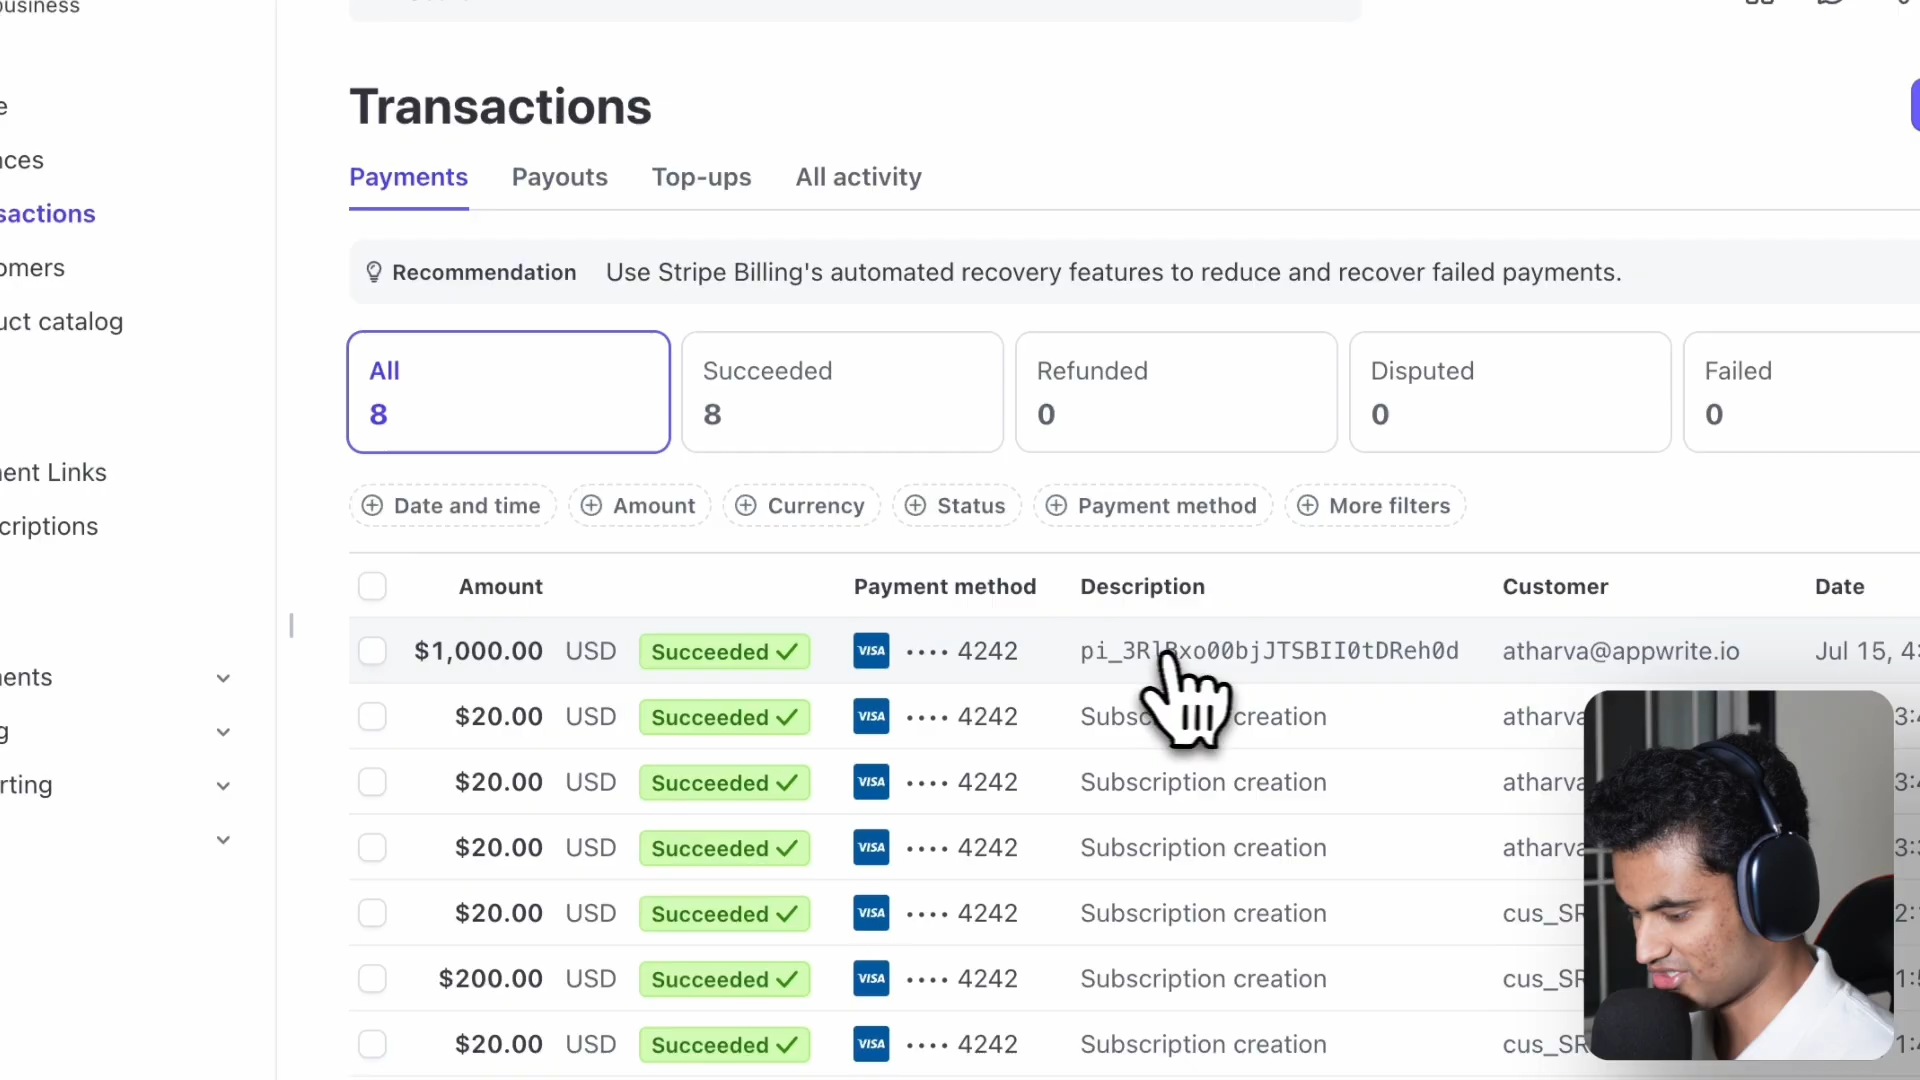 business
Transactions
Payments Payouts Top-ups All activity
Recommendation Use Stripe Billing's automated recovery features to reduce and recover failed payments.
All
8
Succeeded
8
Refunded
0
Disputed
0
Failed
0
Date and time Amount Currency Status Payment method More filters
Amount Payment method Description Customer Date
$1,000.00 USD Succeeded VISA •••• 4242 atharva@appwrite.io Jul 15, 4:
$20.00 USD Succeeded VISA •••• 4242 creation atharva
$20.00 USD Succeeded VISA •••• 4242 Subscription creation atharva
$20.00 USD Succeeded VISA •••• 4242 Subscription creation atharva
$20.00 USD Succeeded VISA •••• 4242 Subscription creation cus_SR
$200.00 USD Succeeded VISA •••• 4242 Subscription creation cus_SR
$20.00 USD Succeeded VISA •••• 4242 Subscription creation cus_SR
e
nces
sactions
omers
uct catalog
ent Links
criptions
ents
g
rting